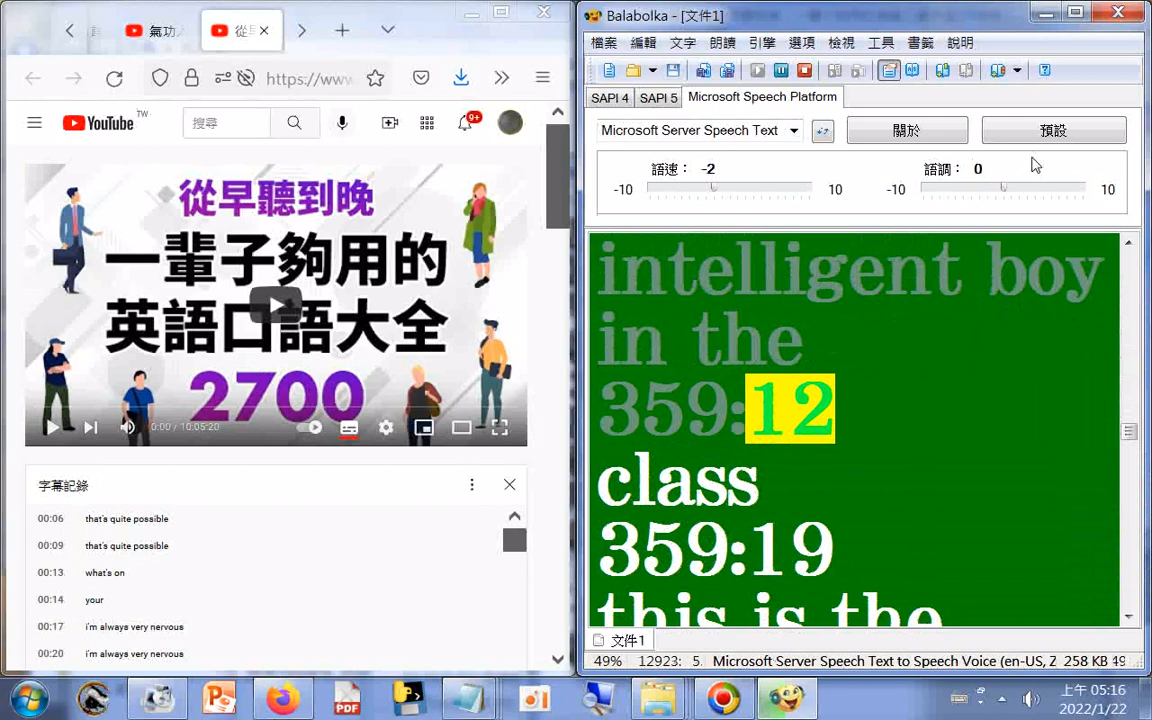 氣功
從
https://www
YouTube TW
搜尋
9+
從早聽到晚
一輩子夠用的
英語口語大全
2700
0:00 / 10:05:20
字幕記錄
00:06 that's quite possible
00:09 that's quite possible
00:13 what's on
00:14 your
00:17 i'm always very nervous
00:20 i'm always very nervous
Balabolka - [文件1]
檔案 編輯 文字 朗讀 引擎 選項 檢視 工具 書籤 說明
SAPI 4 SAPI 5 Microsoft Speech Platform
Microsoft Server Speech Text 關於 預設
語速： -2 語調： 0
-10 10 -10 10
intelligent boy
in the
359:12
class
359:19
this is the
文件1
49% 12923: 5. Microsoft Server Speech Text to Speech Voice (en-US, Z 258 KB 49
PDF
上午 05:16
2022/1/22